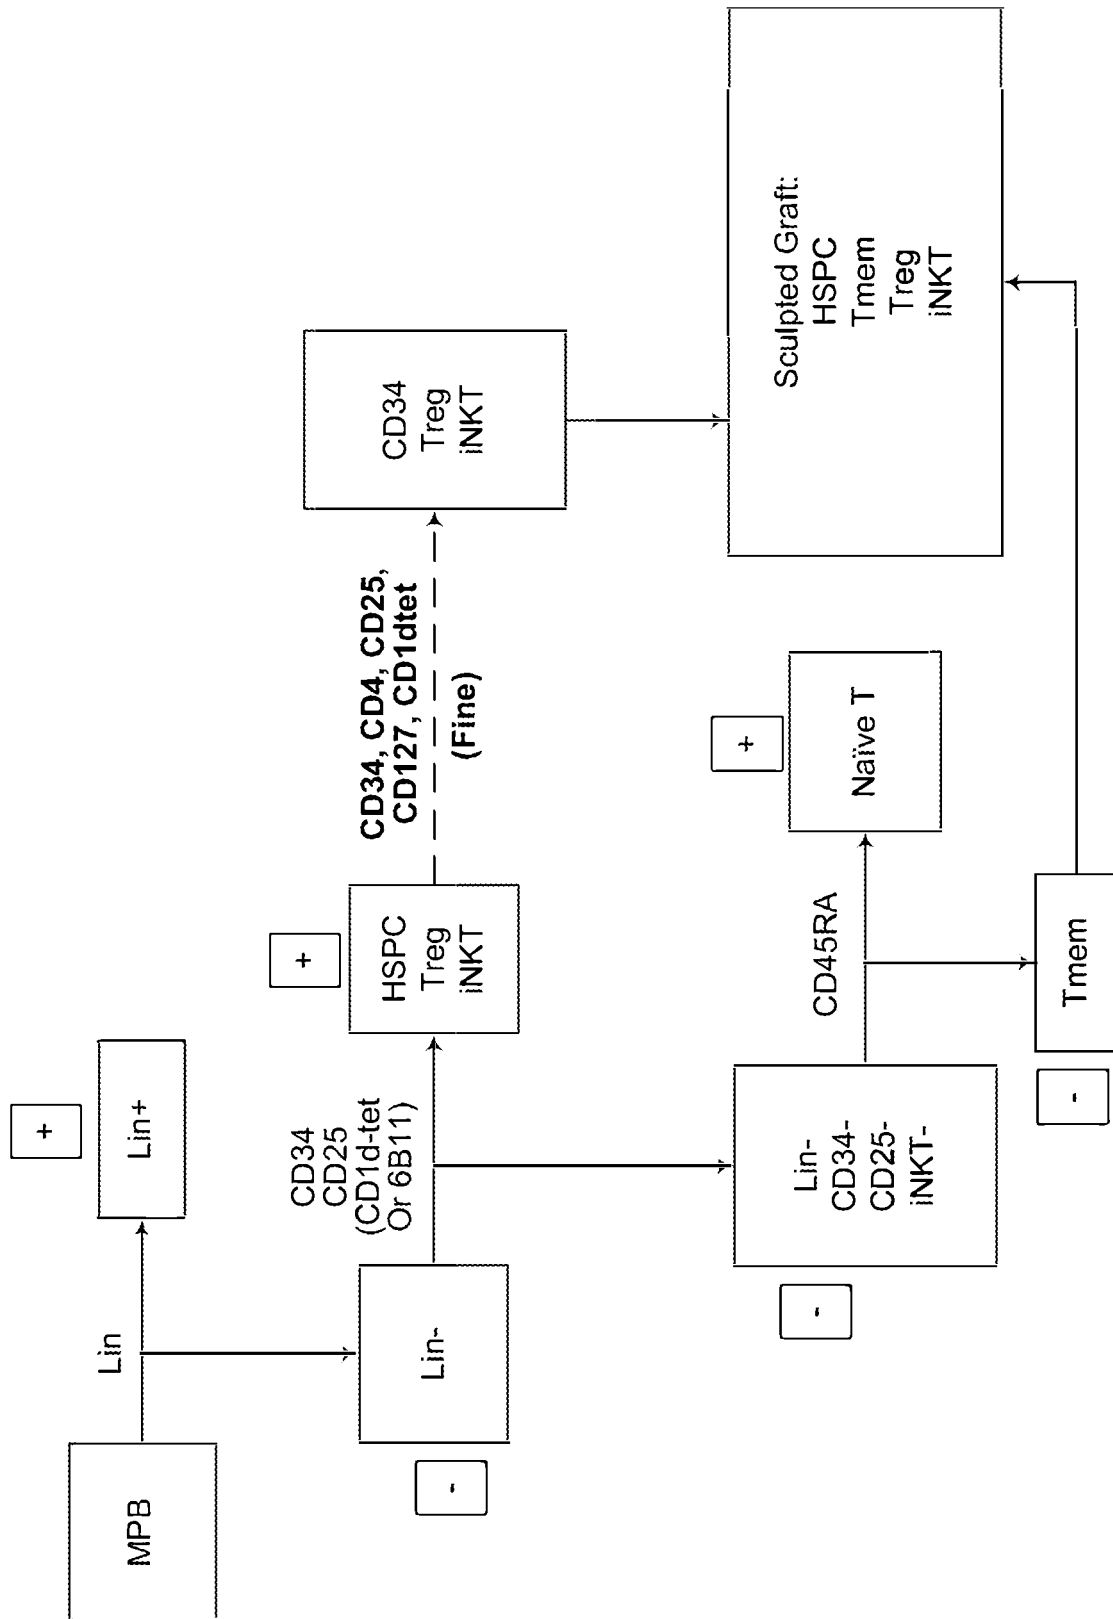 MPB
Lin
+
Lin+
-
Lin-
CD34
CD25
(CD1d-tet
Or 6B11)
+
HSPC
Treg
iNKT
CD34, CD4, CD25,
CD127, CD1dtet
(Fine)
CD34
Treg
iNKT
-
Lin-
CD34-
CD25-
iNKT-
CD45RA
+
Naïve T
-
Tmem
Sculpted Graft:
HSPC
Tmem
Treg
iNKT